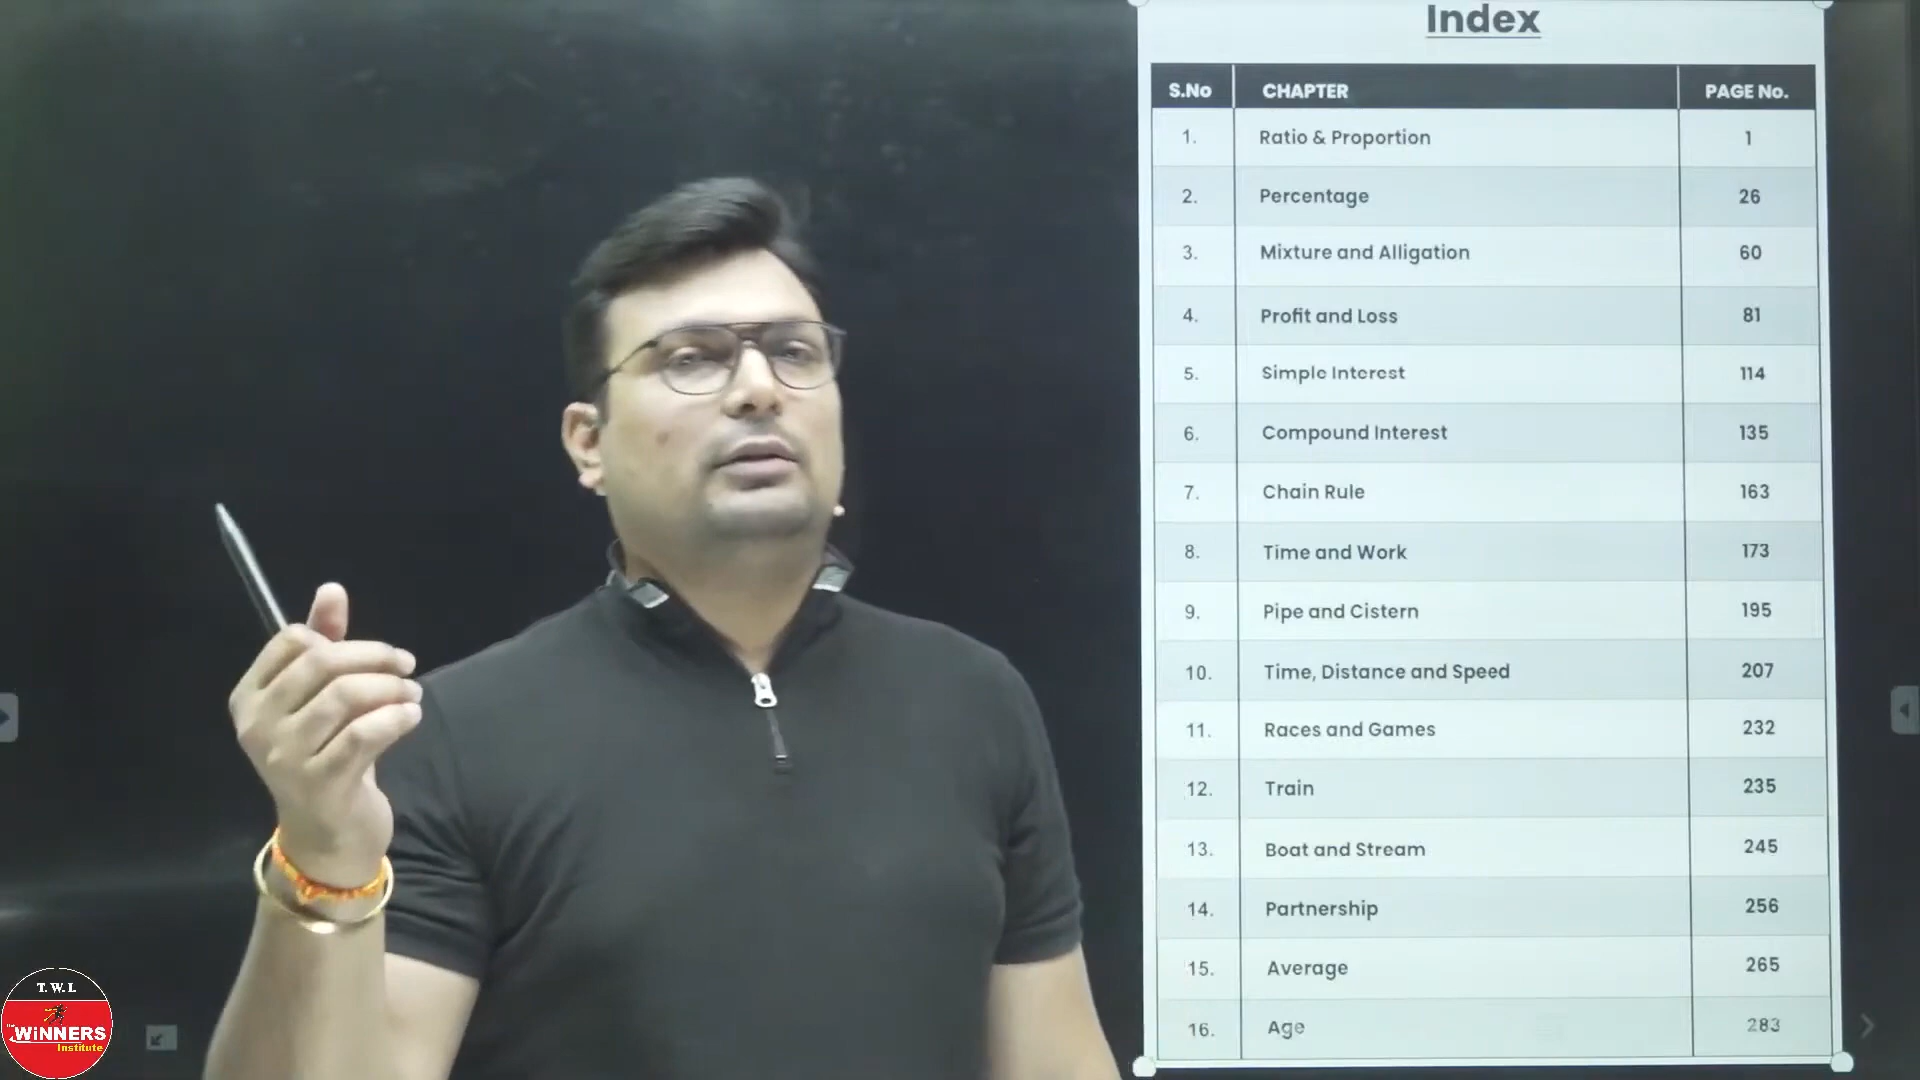 Index
S.No CHAPTER PAGE No.
1. Ratio & Proportion 1
2. Percentage 26
3. Mixture and Alligation 60
4. Profit and Loss 81
5. Simple Interest 114
6. Compound Interest 135
7. Chain Rule 163
8. Time and Work 173
9. Pipe and Cistern 195
10. Time, Distance and Speed 207
11. Races and Games 232
12. Train 235
13. Boat and Stream 245
14. Partnership 256
15. Average 265
16. Age 283
T.W.I
The WiNNERS
Institute